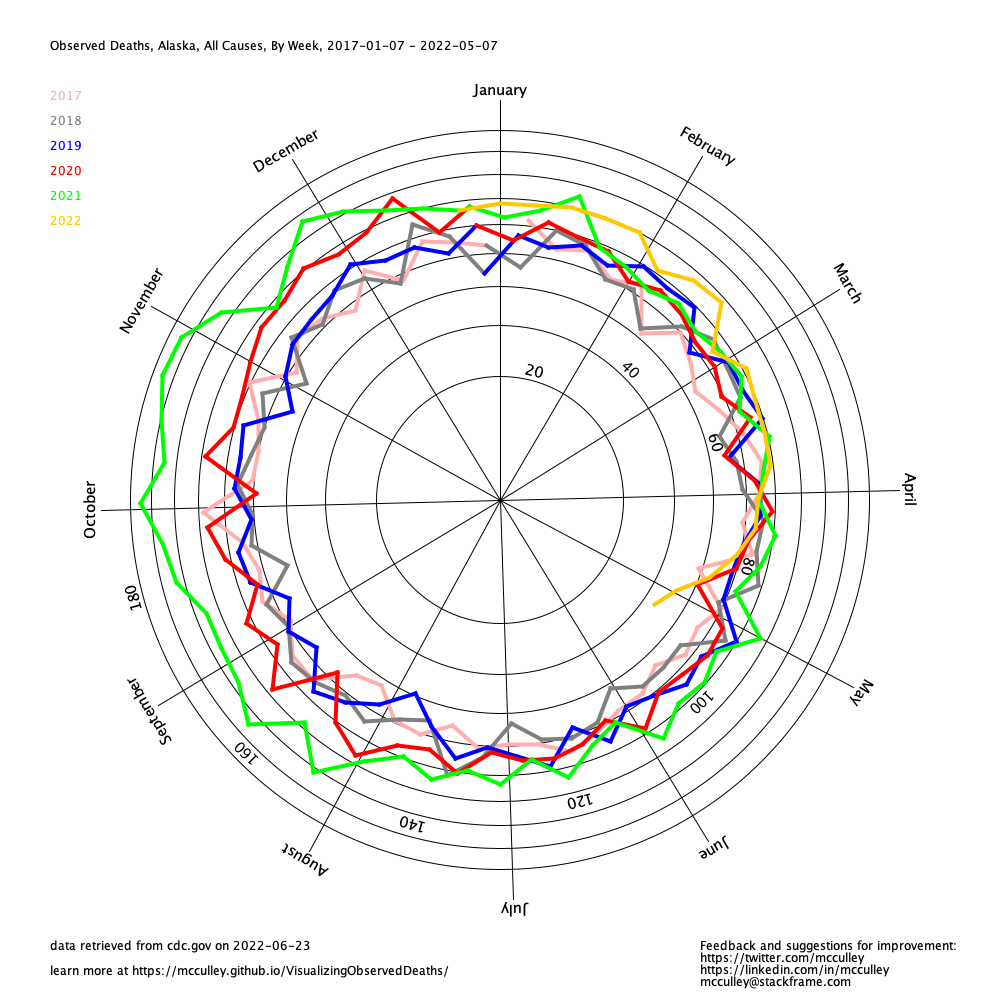 Observed Deaths, Alaska, All Causes, By Week, 2017-01-07 - 2022-05-07
2017
2018
2019
2020
2021
2022
January
February
March
April
May
June
July
August
September
October
November
December
20
40
60
80
100
120
140
160
180
data retrieved from cdc.gov on 2022-06-23
learn more at https://mcculley.github.io/VisualizingObservedDeaths/
Feedback and suggestions for improvement:
https://twitter.com/mcculley
https://linkedin.com/in/mcculley
mcculley@stackframe.com